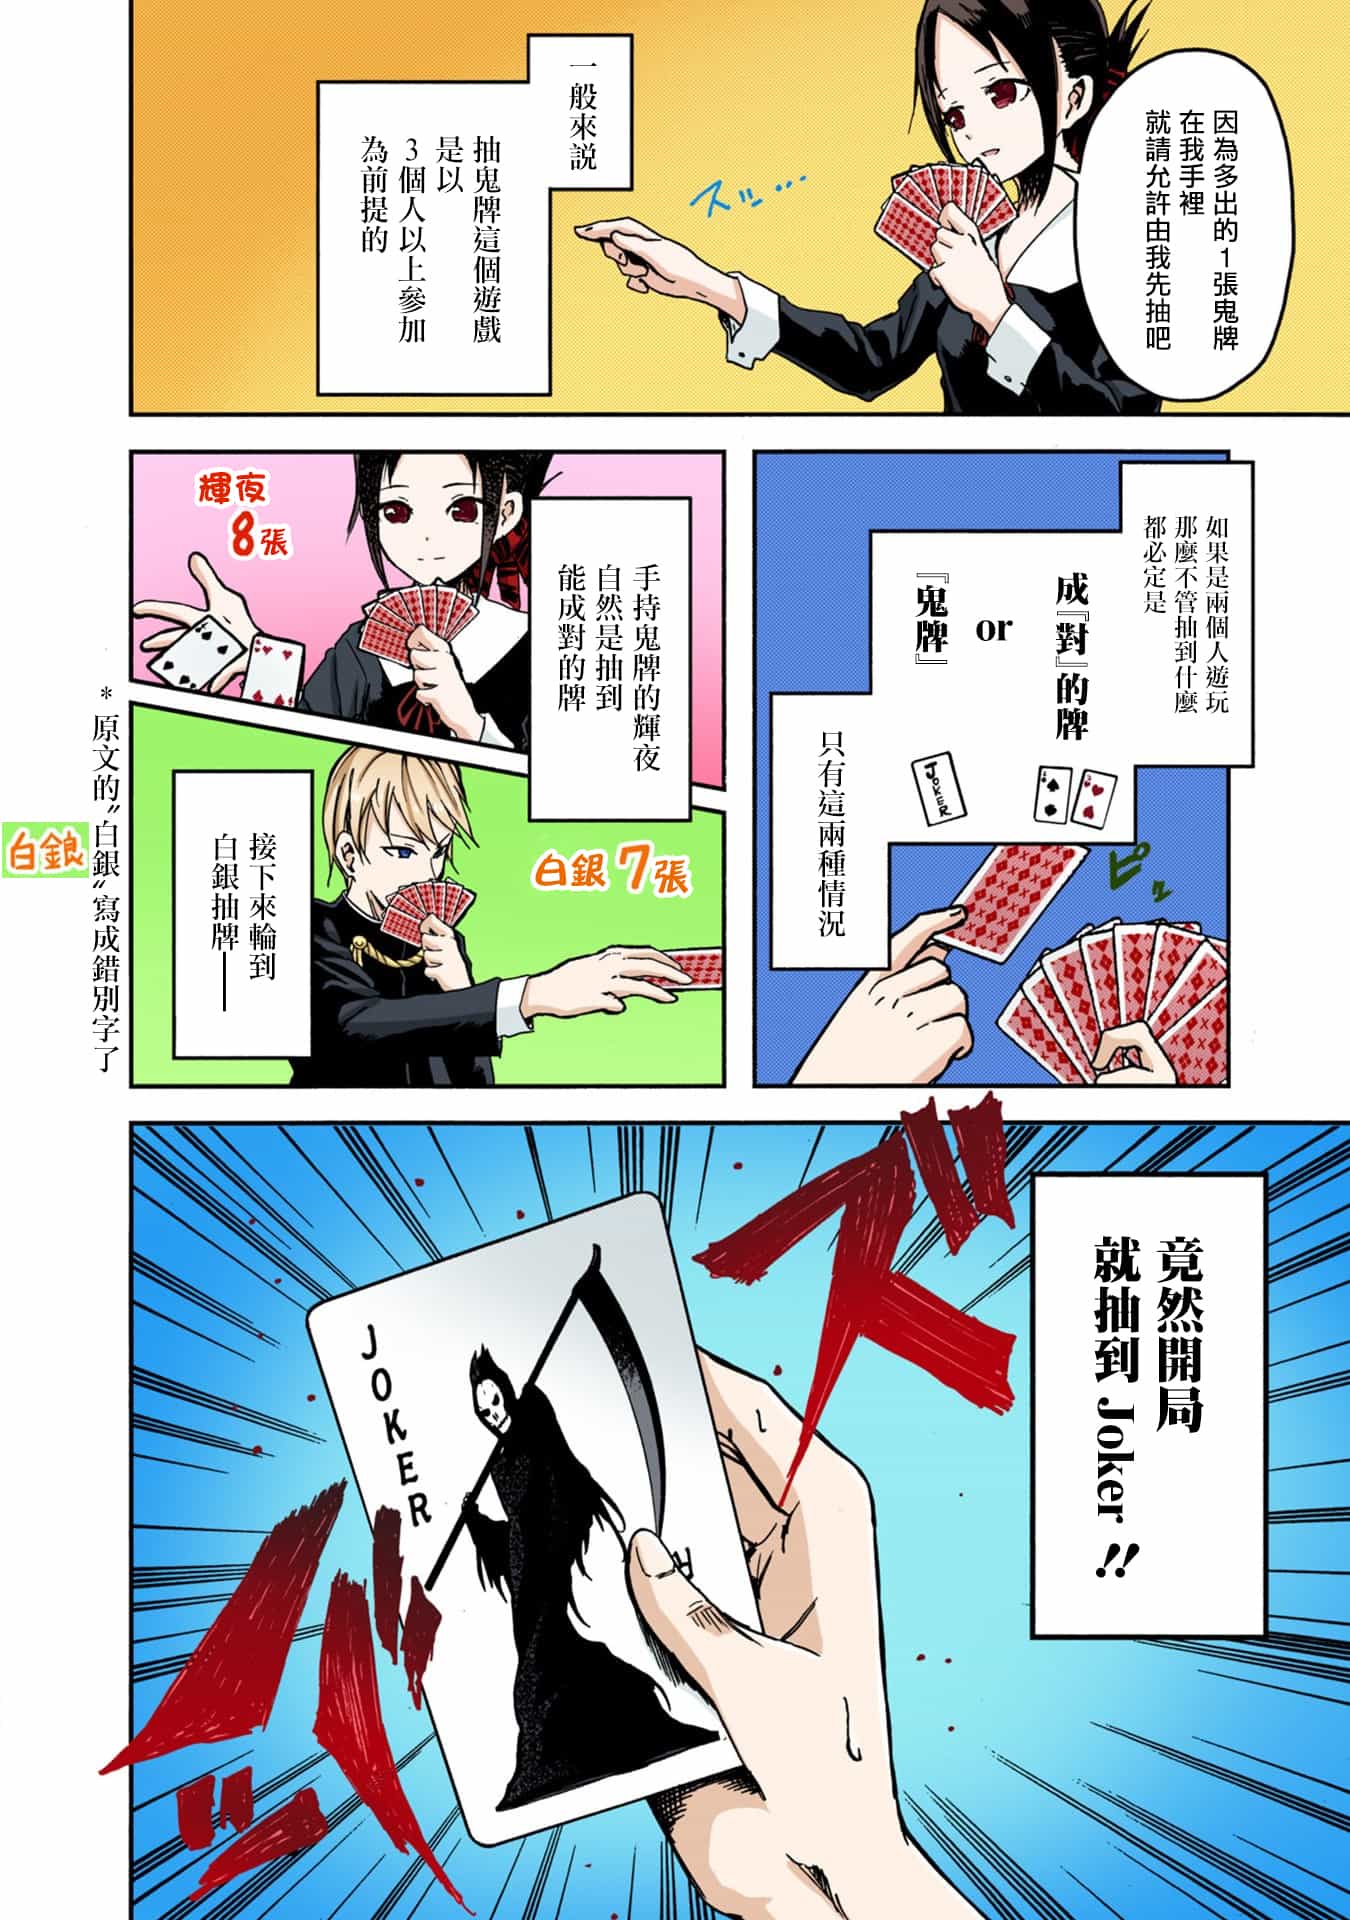 因為多出的1張鬼牌
在我手裡
就請允許由我先抽吧
スッ…
一般來説
抽鬼牌這個遊戲
是以
3個人以上參加
為前提的
如果是兩個人遊玩
那麼不管抽到什麼
都必定是
成『對』的牌
or
『鬼牌』
JOKER
只有這兩種情況
ピッ
輝夜
8張
手持鬼牌的輝夜
自然是抽到
能成對的牌
白銀7張
接下來輪到
白銀抽牌——
白銀
*原文的〃白銀〃寫成錯別字了
竟然開局
就抽到Joker!!
ズズッ
JOKER
バッ